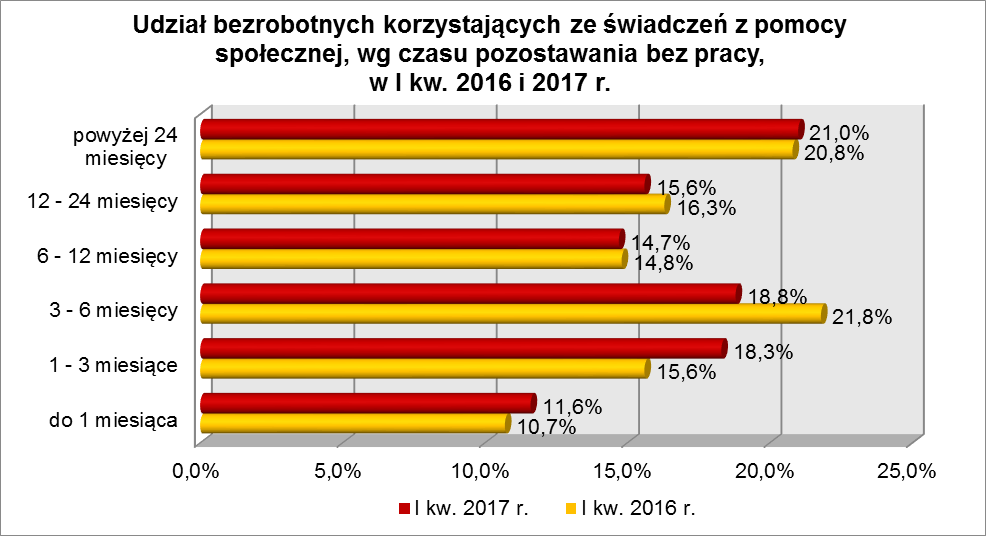 Udział bezrobotnych korzystających ze świadczeń z pomocy
społecznej, wg czasu pozostawania bez pracy,
w I kw. 2016 i 2017 r.
powyżej 24
miesięcy
21,0%
20,8%
12 - 24 miesięcy
15,6%
16,3%
6 - 12 miesięcy
14,7%
14,8%
3 - 6 miesięcy
18,8%
21,8%
1 - 3 miesiące
18,3%
15,6%
do 1 miesiąca
11,6%
10,7%
0,0% 5,0% 10,0% 15,0% 20,0% 25,0%
I kw. 2017 r. I kw. 2016 r.